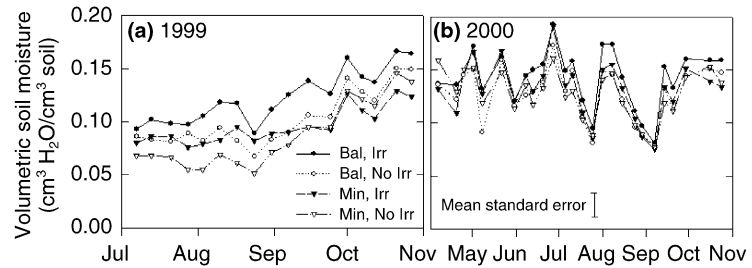 Volumetric soil moisture
(cm³ H₂O/cm³ soil)
0.20
0.15
0.10
0.05
0.00
(a) 1999
Bal, Irr
Bal, No Irr
Min, Irr
Min, No Irr
Jul Aug Sep Oct Nov
(b) 2000
Mean standard error
May Jun Jul Aug Sep Oct Nov